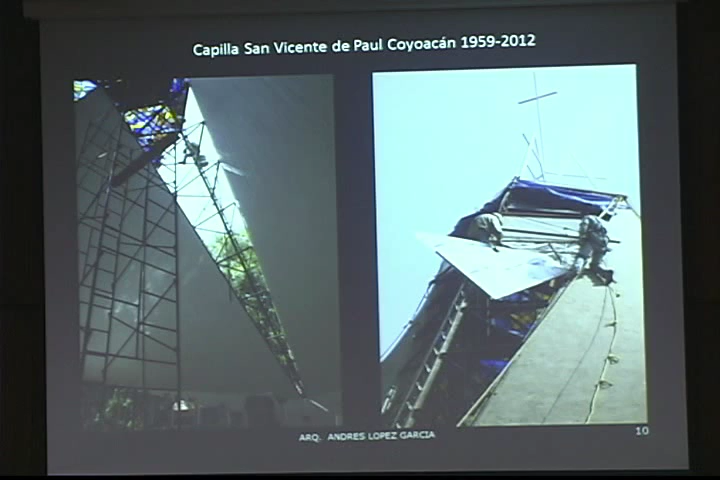 Capilla San Vicente de Paul Coyoacán 1959-2012
ARQ. ANDRES LOPEZ GARCIA
10